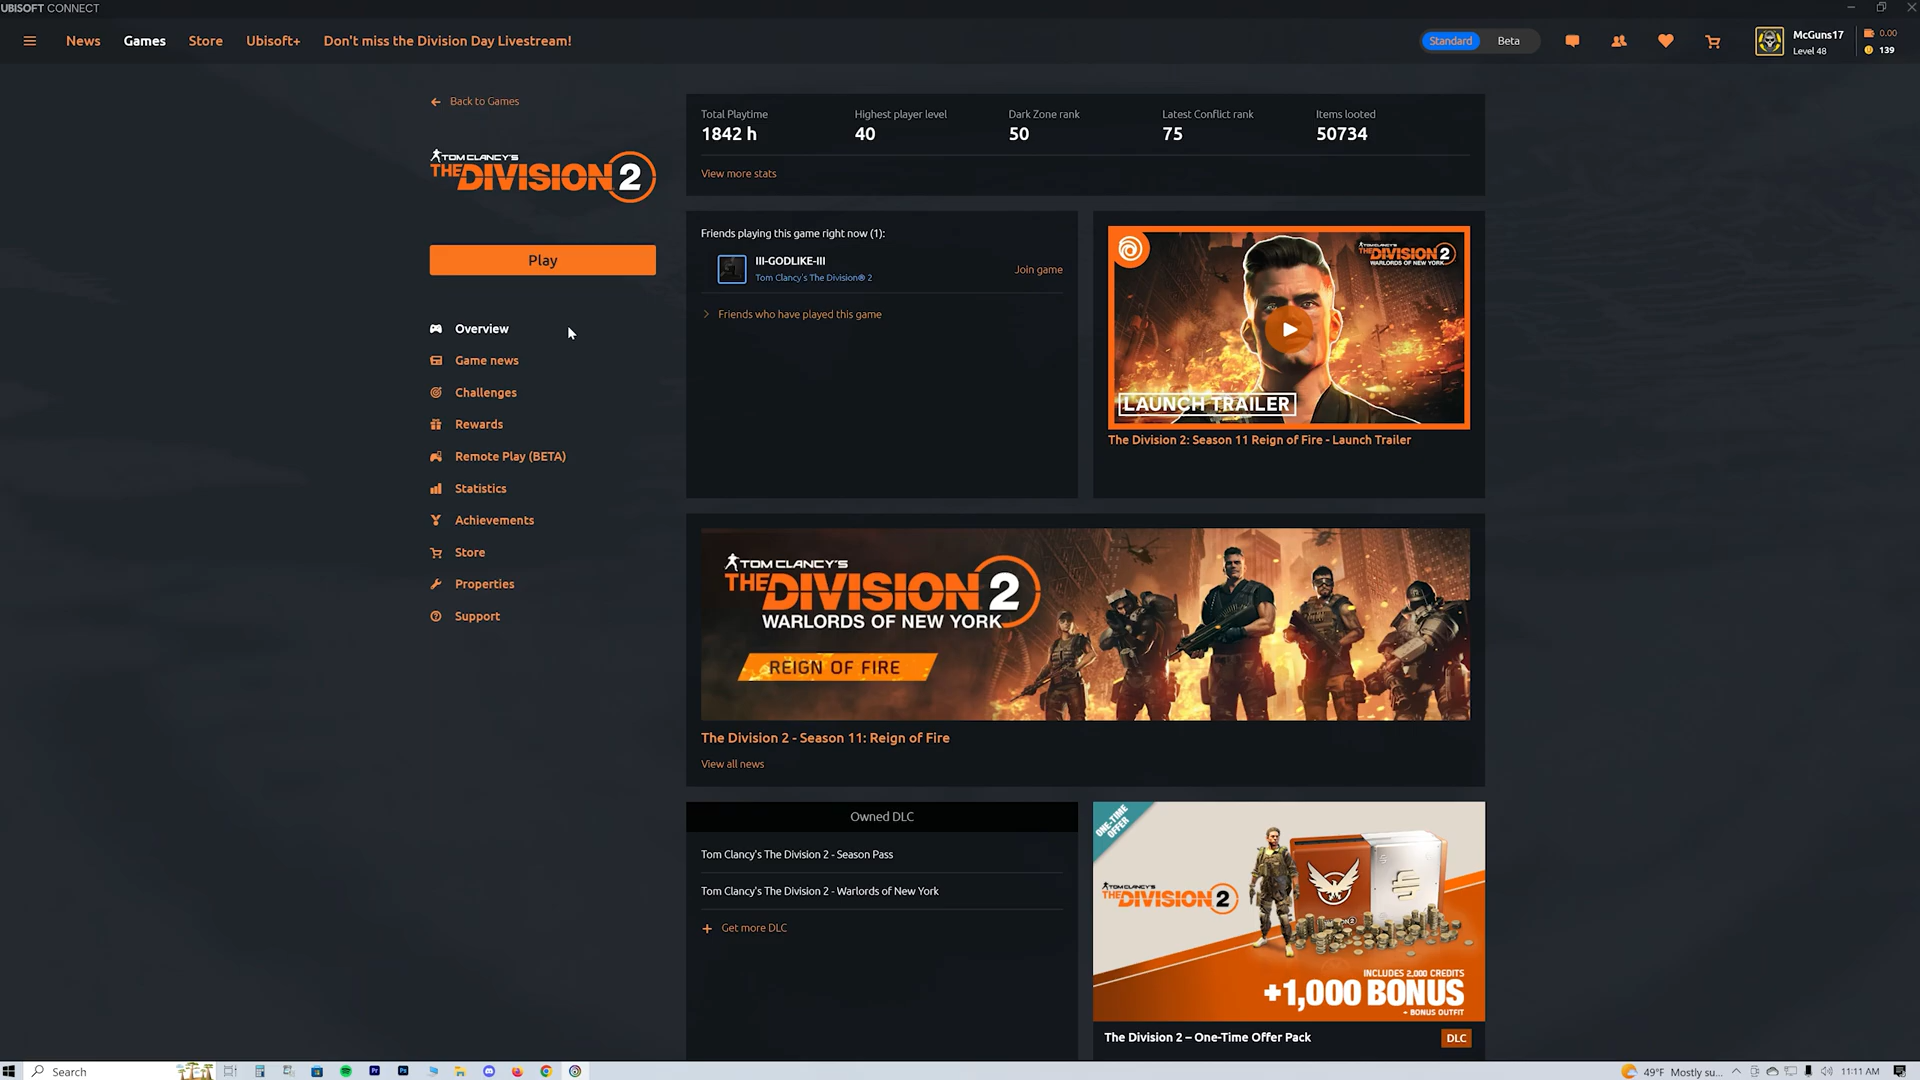 UBISOFT CONNECT
News
Games
Store
Ubisoft+
Don't miss the Division Day Livestream!
Standard
Beta
McGuns17
Level 48
0.00
139
Back to Games
TOM CLANCY'S
THE DIVISION 2
Play
Overview
Game news
Challenges
Rewards
Remote Play (BETA)
Statistics
Achievements
Store
Properties
Support
Total Playtime
1842 h
Highest player level
40
Dark Zone rank
50
Latest Conflict rank
75
Items looted
50734
View more stats
Friends playing this game right now (1):
III-GODLIKE-III
Tom Clancy's The Division® 2
Join game
Friends who have played this game
TOM CLANCY'S
THE DIVISION 2
WARLORDS OF NEW YORK
LAUNCH TRAILER
The Division 2: Season 11 Reign of Fire - Launch Trailer
TOM CLANCY'S
THE DIVISION 2
WARLORDS OF NEW YORK
REIGN OF FIRE
The Division 2 - Season 11: Reign of Fire
View all news
Owned DLC
Tom Clancy's The Division 2 - Season Pass
Tom Clancy's The Division 2 - Warlords of New York
Get more DLC
ONE-TIME
OFFER
TOM CLANCY'S
THE DIVISION 2
INCLUDES 2,000 CREDITS
+1,000 BONUS
+ BONUS OUTFIT
The Division 2 – One-Time Offer Pack
DLC
Search
Pr
Ps
49°F Mostly su...
11:11 AM